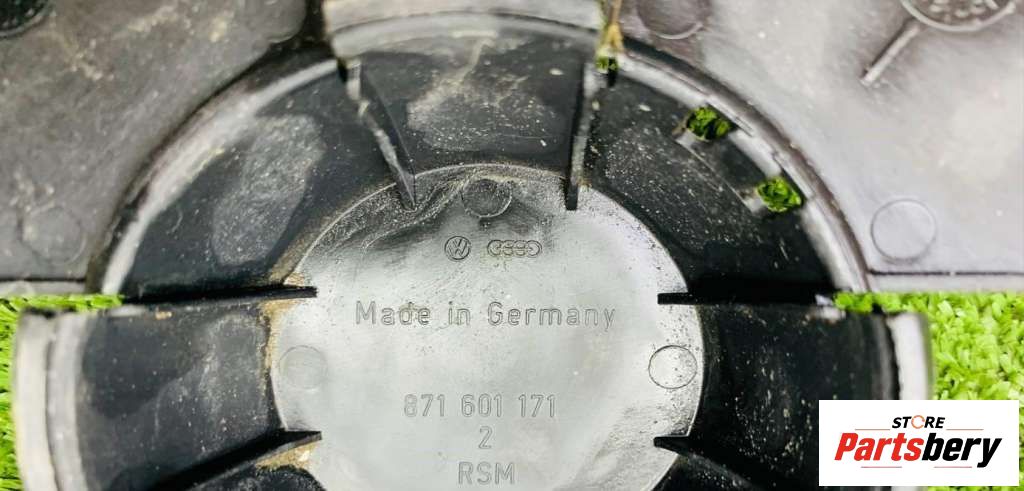 Made in Germany
871 601 171
2
RSM
STORE
Partsbery